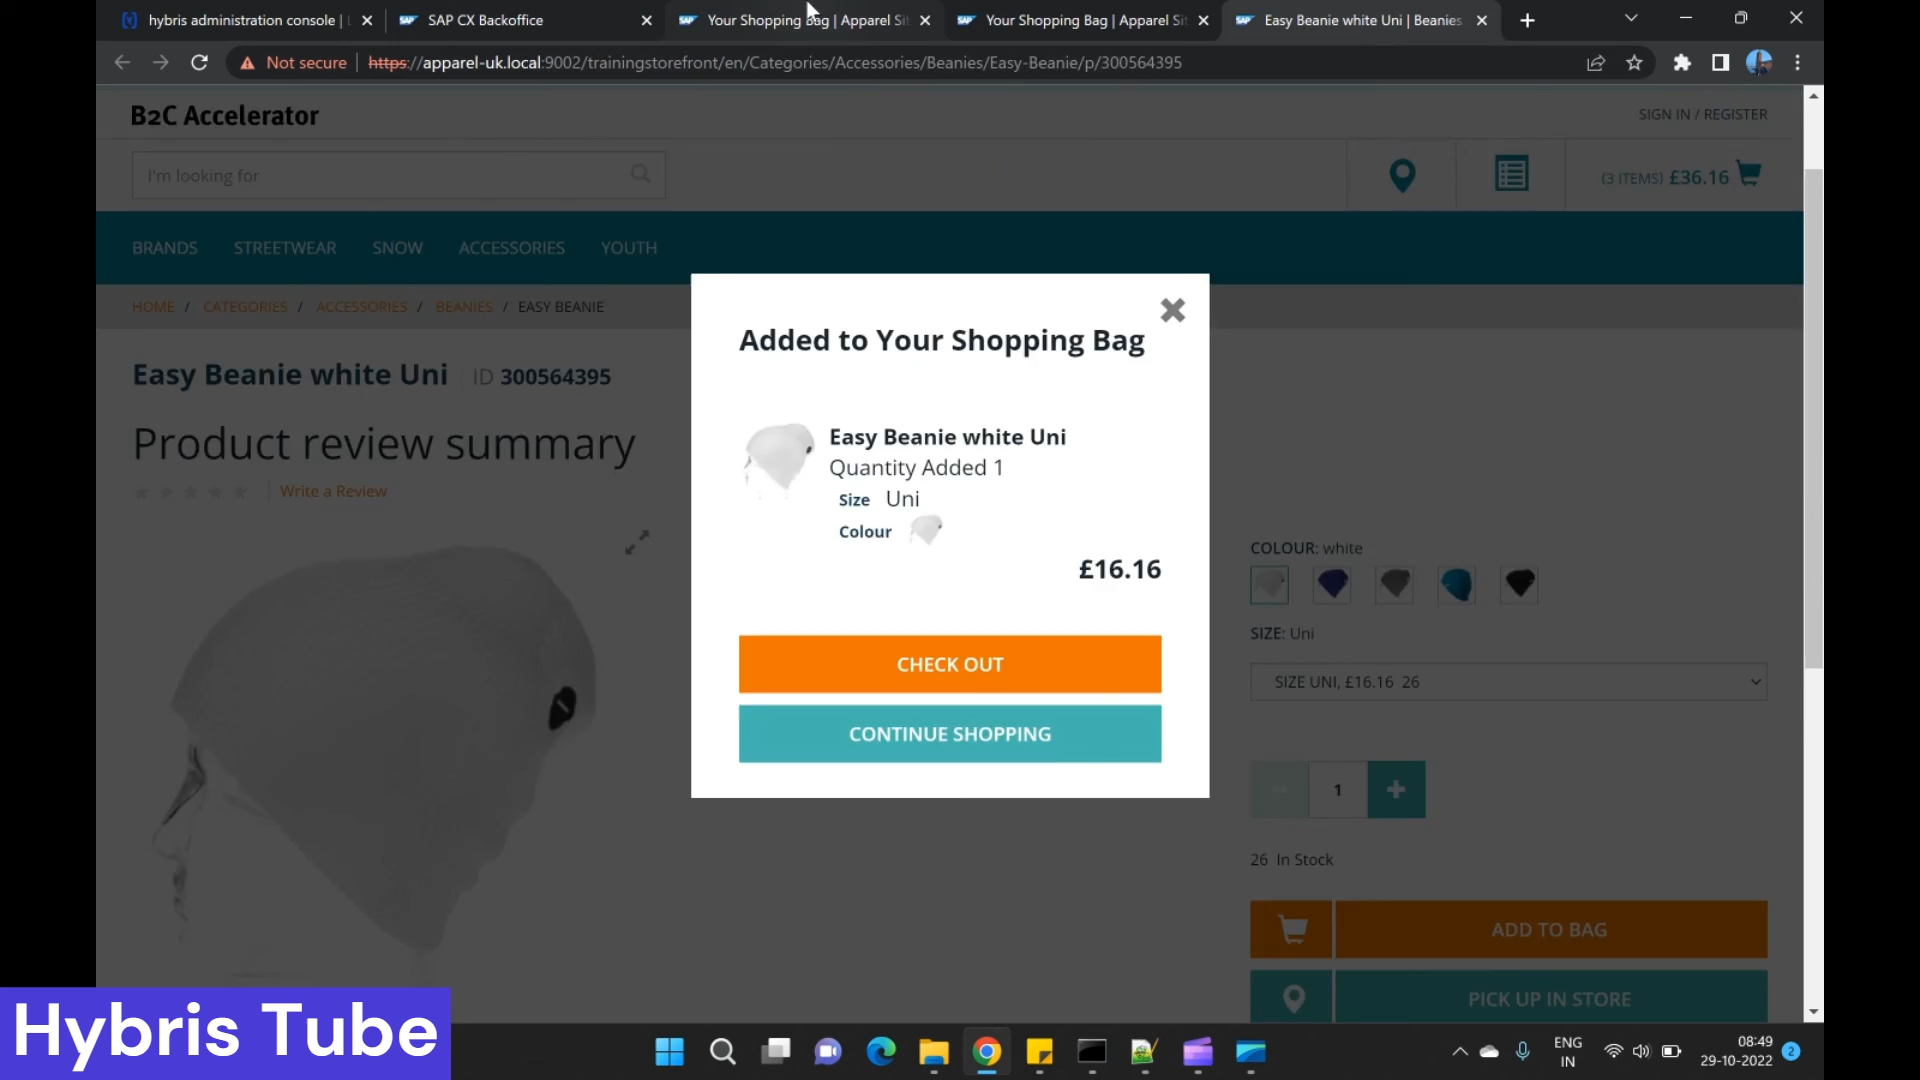 hybris administration console |
SAP CX Backoffice
Your Shopping Bag | Apparel Sit
Your Shopping Bag | Apparel Sit
Easy Beanie white Uni | Beanies
Not secure
https://apparel-uk.local:9002/trainingstorefront/en/Categories/Accessories/Beanies/Easy-Beanie/p/300564395
B2C Accelerator
SIGN IN / REGISTER
I'm looking for
(3 ITEMS) £36.16
BRANDS STREETWEAR SNOW ACCESSORIES YOUTH
HOME / CATEGORIES / ACCESSORIES / BEANIES / EASY BEANIE
Easy Beanie white Uni | ID 300564395
Product review summary
Write a Review
Added to Your Shopping Bag
Easy Beanie white Uni
Quantity Added 1
Size Uni
Colour
£16.16
CHECK OUT
CONTINUE SHOPPING
COLOUR: white
SIZE: Uni
SIZE UNI, £16.16 26
1
26 In Stock
ADD TO BAG
PICK UP IN STORE
Hybris Tube
ENG
IN
08:49
29-10-2022
2